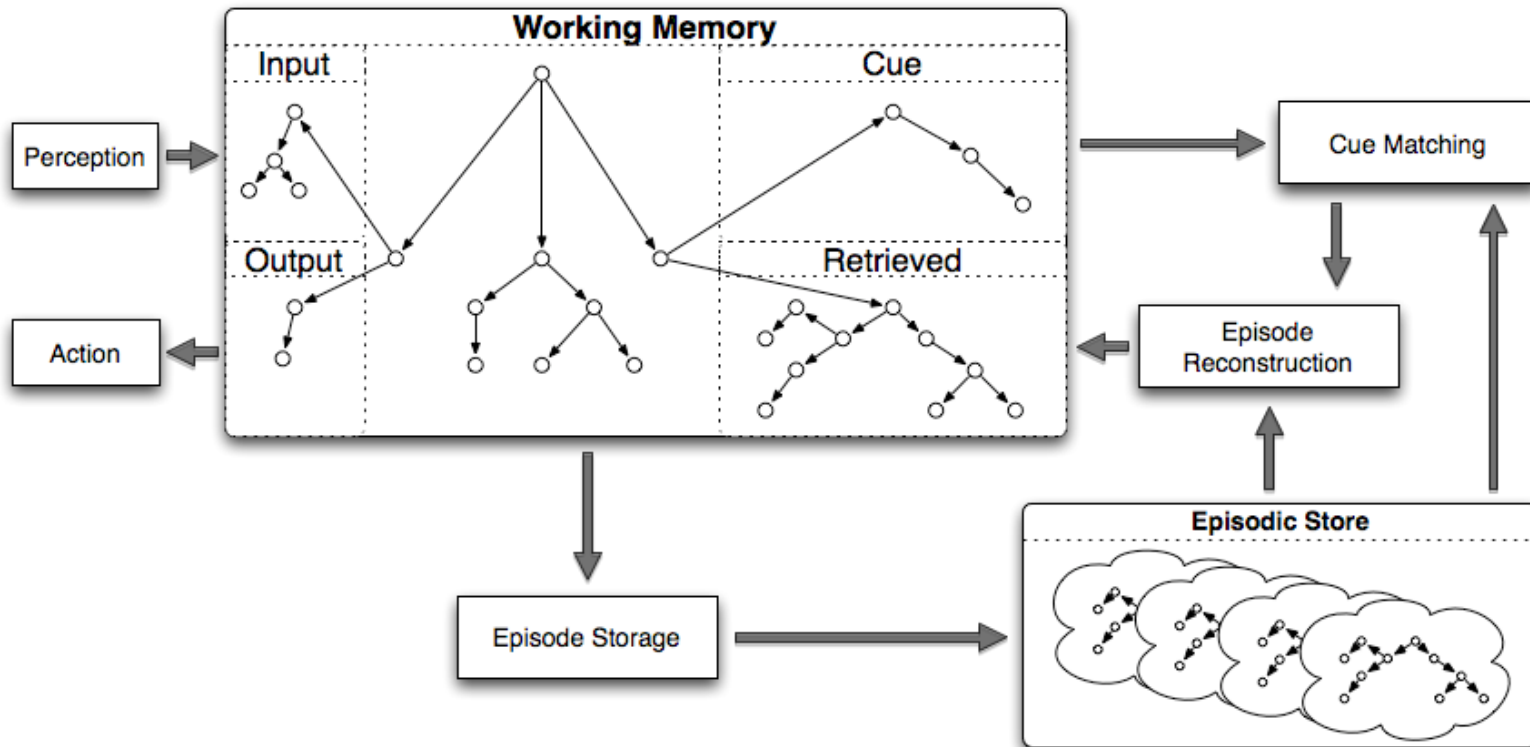 Working Memory
Input
Cue
Perception
Cue Matching
Output
Retrieved
Action
Episode
Reconstruction
Episodic Store
Episode Storage